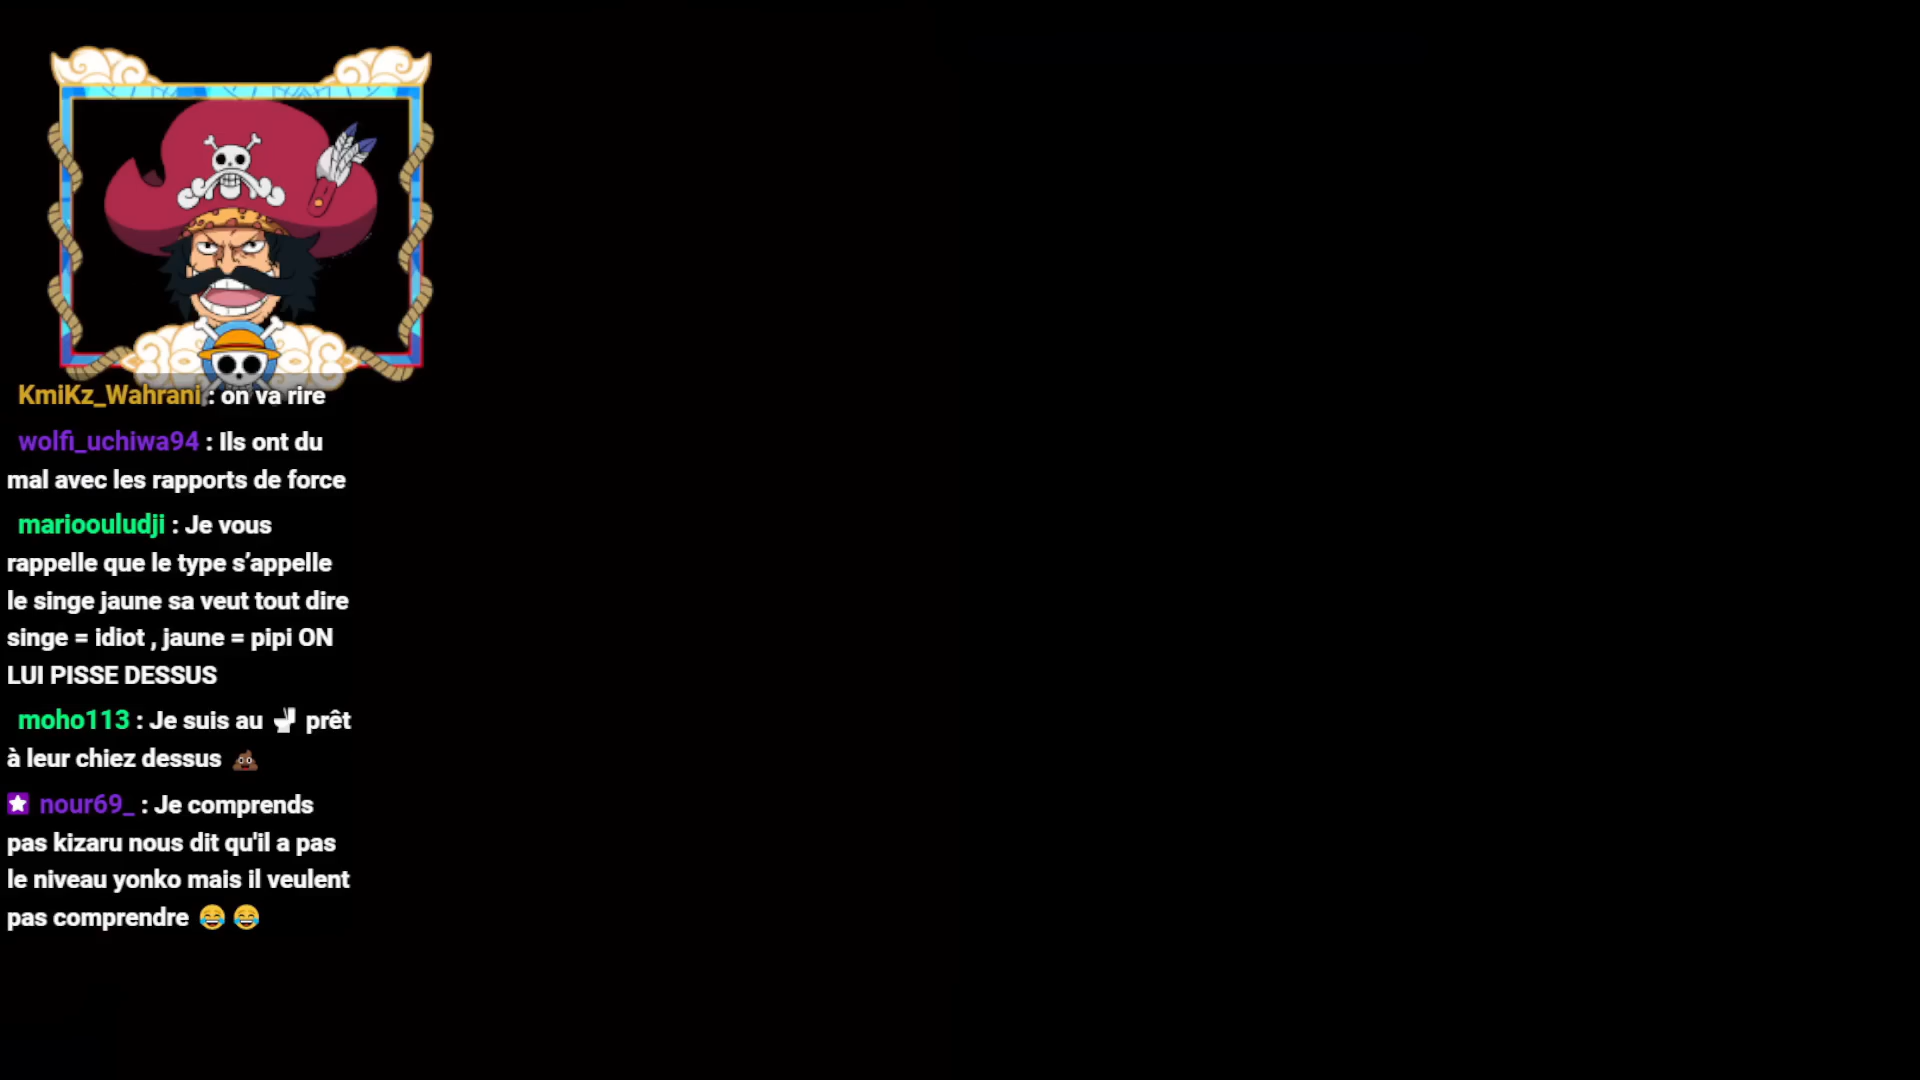 KmiKz_Wahrani : on va rire
wolfi_uchiwa94 : Ils ont du
mal avec les rapports de force
marioouludji : Je vous
rappelle que le type s’appelle
le singe jaune sa veut tout dire
singe = idiot , jaune = pipi ON
LUI PISSE DESSUS
moho113 : Je suis au 🚽 prêt
à leur chiez dessus 💩
nour69_ : Je comprends
pas kizaru nous dit qu'il a pas
le niveau yonko mais il veulent
pas comprendre 😂 😂